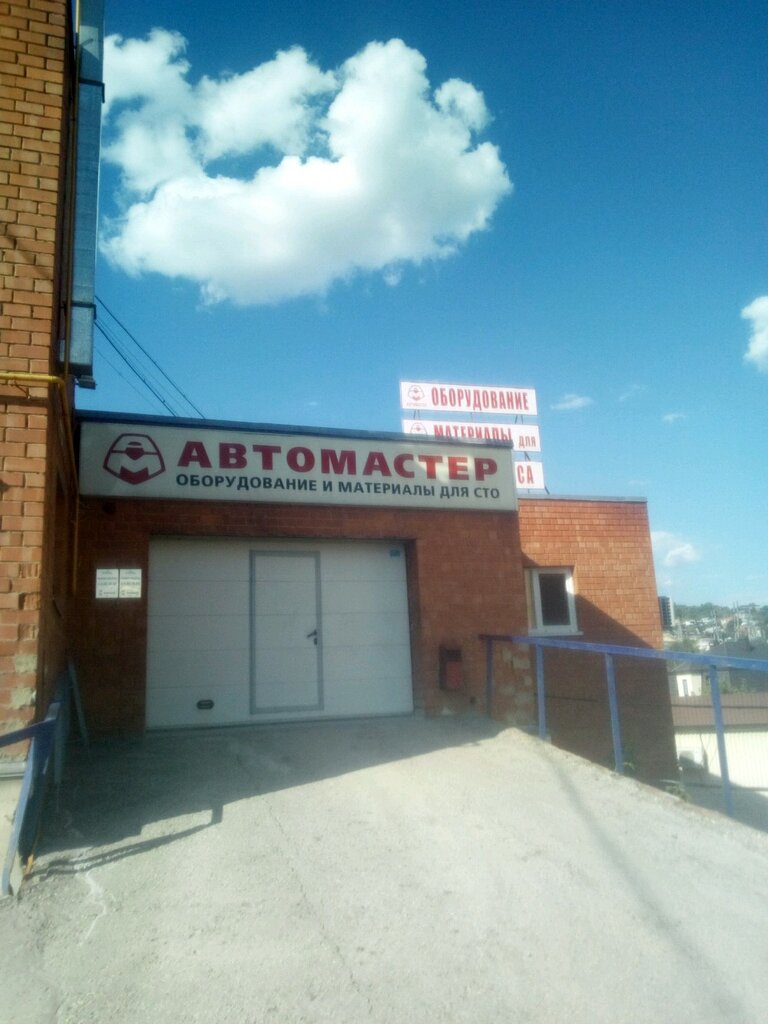 ОБОРУДОВАНИЕ
МАТЕРИАЛЫ ДЛЯ
СА
АВТОМАСТЕР
ОБОРУДОВАНИЕ И МАТЕРИАЛЫ ДЛЯ СТО